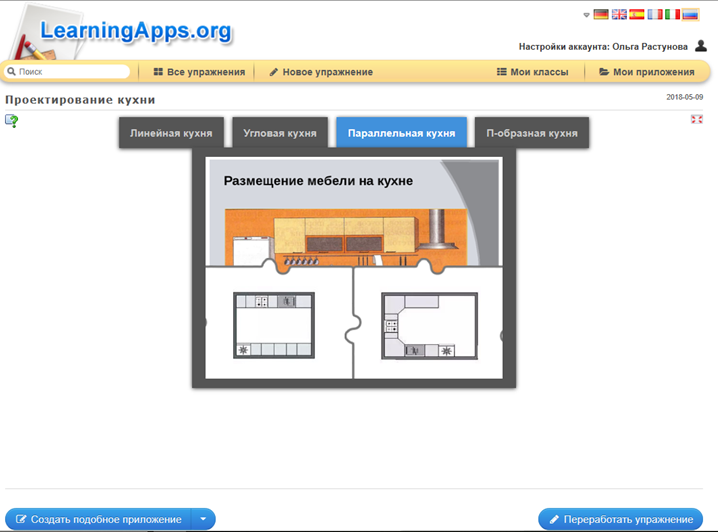 LearningApps.org
Настройки аккаунта: Ольга Растунова
Поиск
Все упражнения
Новое упражнение
Мои классы
Мои приложения
Проектирование кухни
2018-05-09
Линейная кухня
Угловая кухня
Параллельная кухня
П-образная кухня
Размещение мебели на кухне
Создать подобное приложение
Переработать упражнение